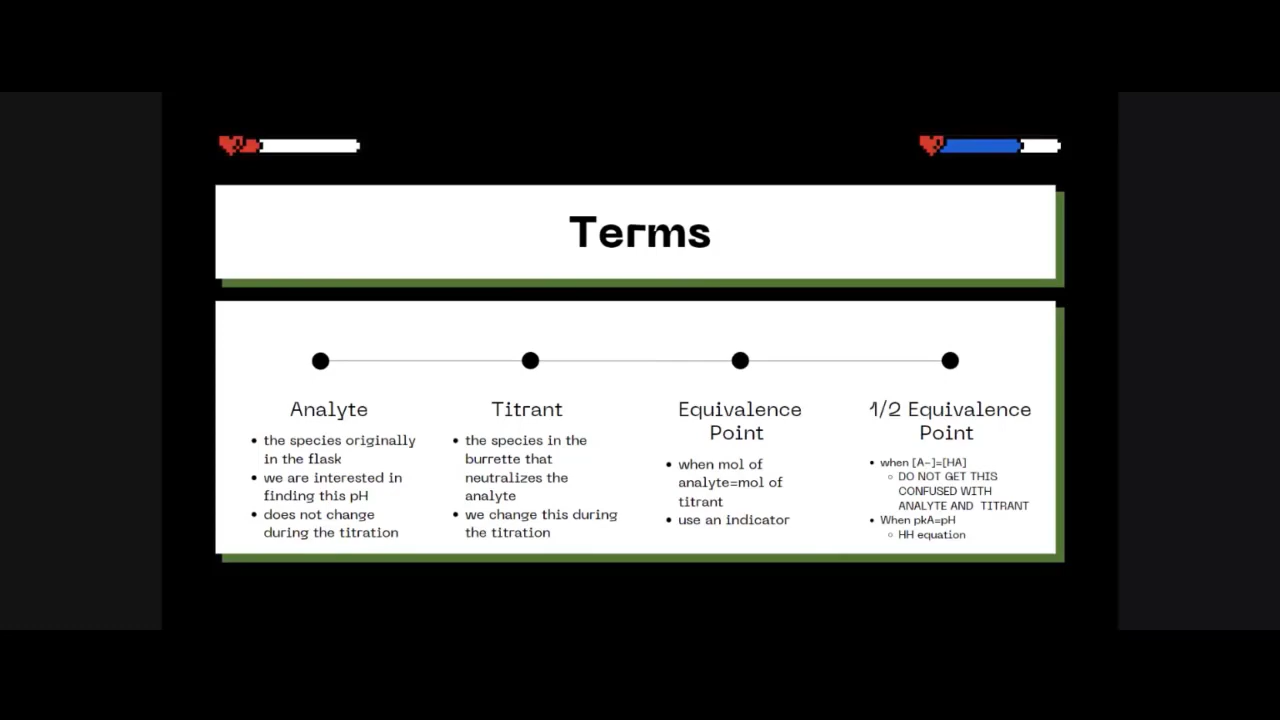 Terms
Analyte
the species originally
in the flask
we are interested in
finding this pH
does not change
during the titration
Titrant
the species in the
burrette that
neutralizes the
analyte
we change this during
the titration
Equivalence
Point
when mol of
analyte=mol of
titrant
use an indicator
1/2 Equivalence
Point
when [A-]=[HA]
DO NOT GET THIS
CONFUSED WITH
ANALYTE AND TITRANT
When pkA=pH
HH equation